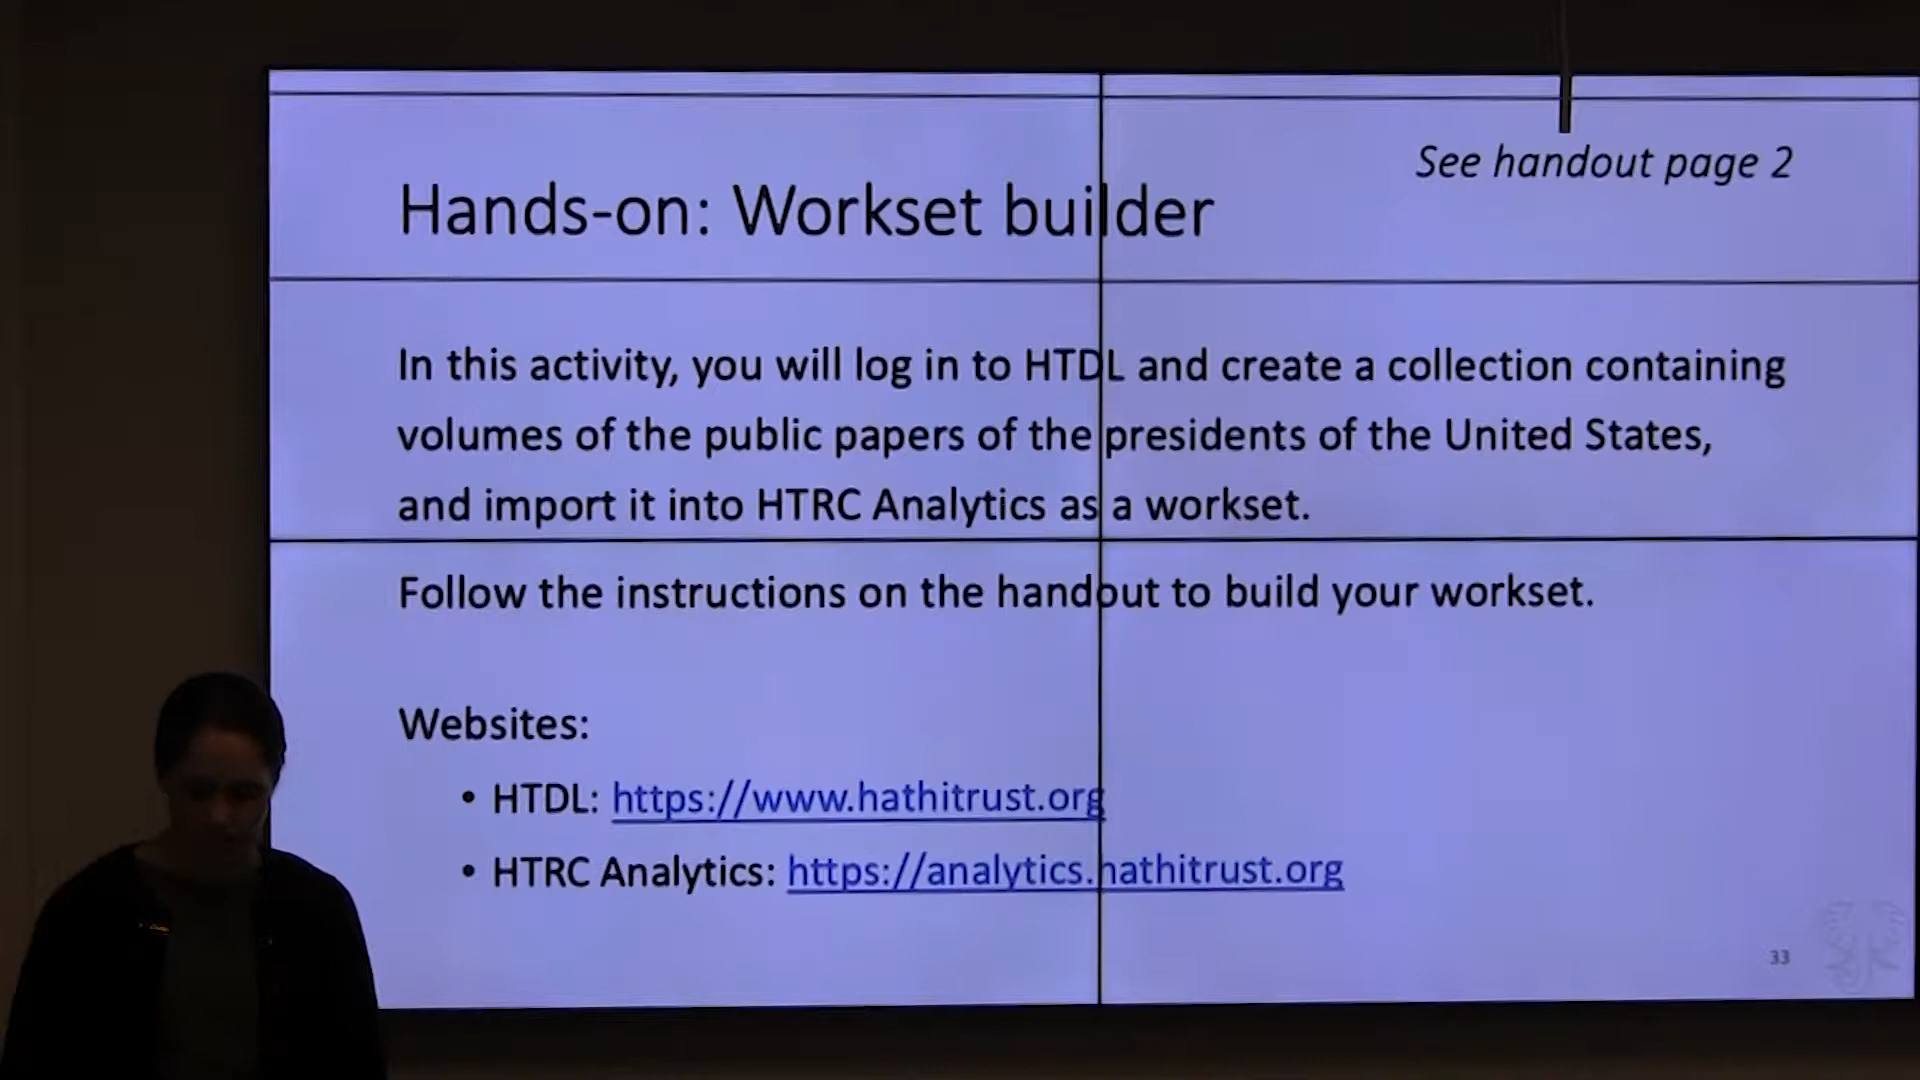 See handout page 2
Hands-on: Workset builder
In this activity, you will log in to HTDL and create a collection containing
volumes of the public papers of the presidents of the United States,
and import it into HTRC Analytics as a workset.
Follow the instructions on the handout to build your workset.
Websites:
• HTDL: https://www.hathitrust.org
• HTRC Analytics: https://analytics.hathitrust.org
33